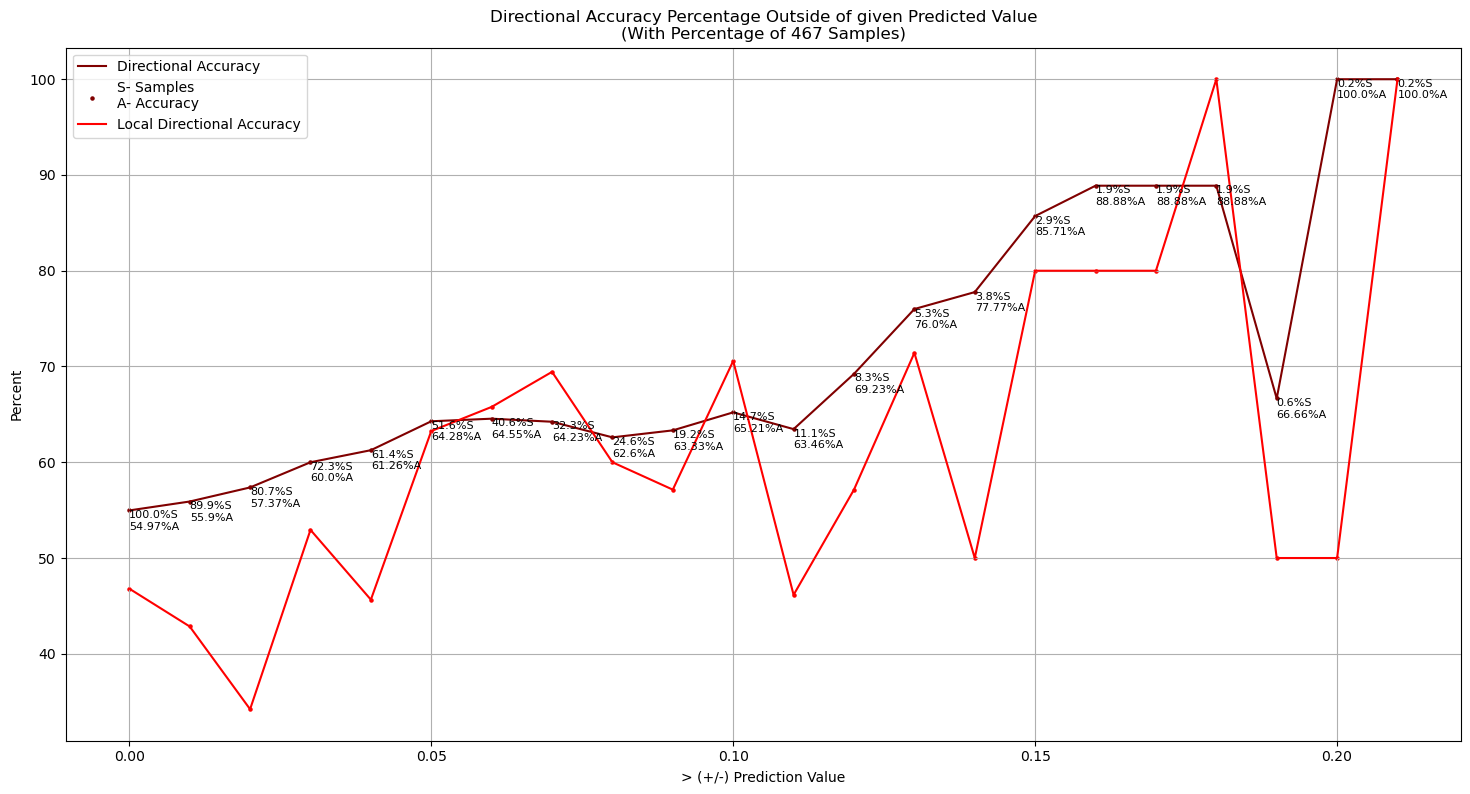 Directional Accuracy Percentage Outside of given Predicted Value
(With Percentage of 467 Samples)
Directional Accuracy
S- Samples
A- Accuracy
Local Directional Accuracy
Percent
100
90
80
70
60
50
40
100.0%S
54.97%A
89.9%S
55.9%A
80.7%S
57.37%A
72.3%S
60.0%A
61.4%S
61.26%A
51.6%S
64.28%A
40.6%S
64.55%A
32.3%S
64.23%A
24.6%S
62.6%A
19.2%S
63.33%A
14.7%S
65.21%A
11.1%S
63.46%A
8.3%S
69.23%A
5.3%S
76.0%A
3.8%S
77.77%A
2.9%S
85.71%A
1.9%S
88.88%A
1.9%S
88.88%A
1.9%S
88.88%A
0.6%S
66.66%A
0.2%S
100.0%A
0.2%S
100.0%A
0.00
0.05
0.10
0.15
0.20
> (+/-) Prediction Value